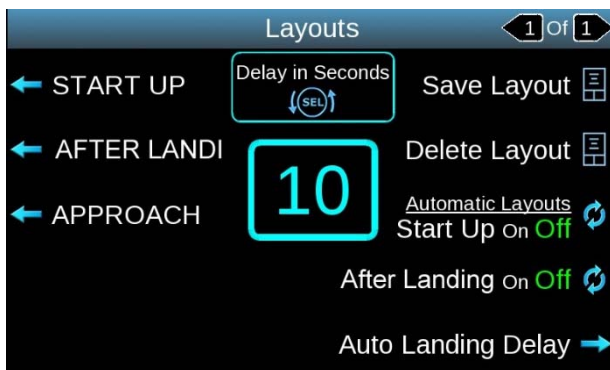 Layouts
1 Of 1
START UP
Delay in Seconds
SEL
Save Layout
AFTER LANDI
10
Delete Layout
APPROACH
Automatic Layouts
Start Up On Off
After Landing On Off
Auto Landing Delay